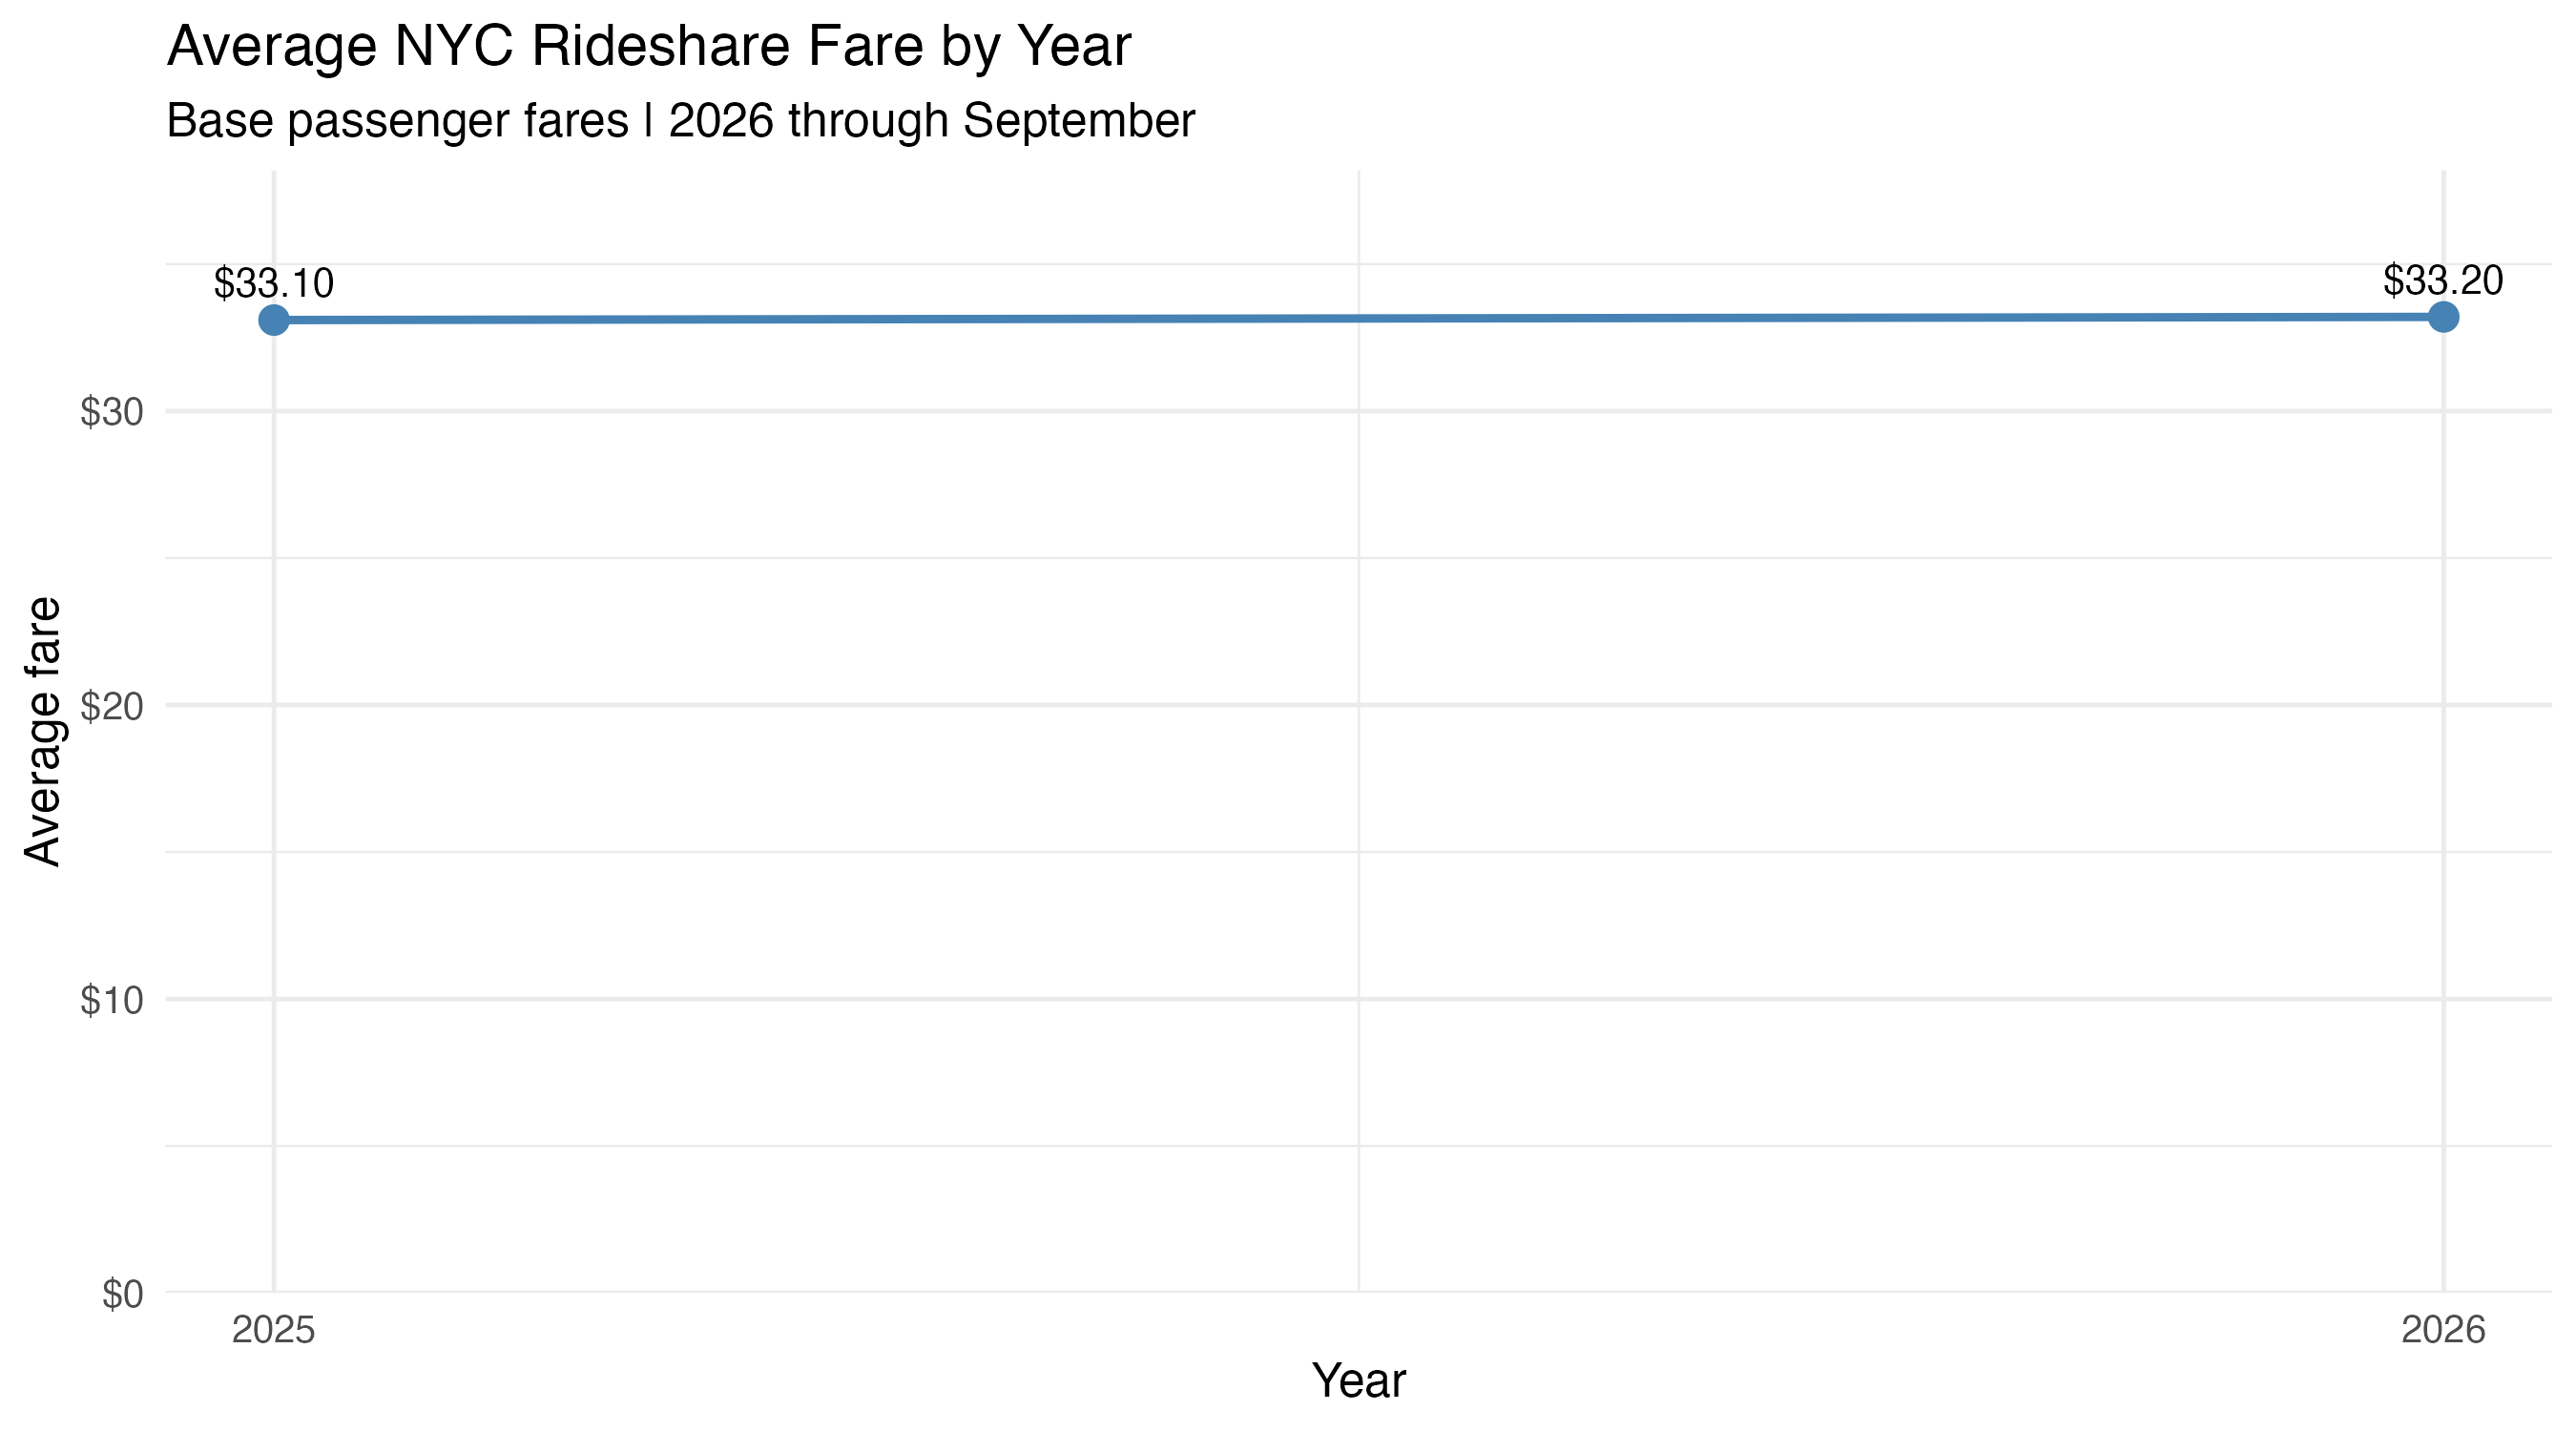 Average NYC Rideshare Fare by Year
Base passenger fares | 2026 through September
$33.10
$33.20
$30
$20
$10
$0
Average fare
2025
2026
Year